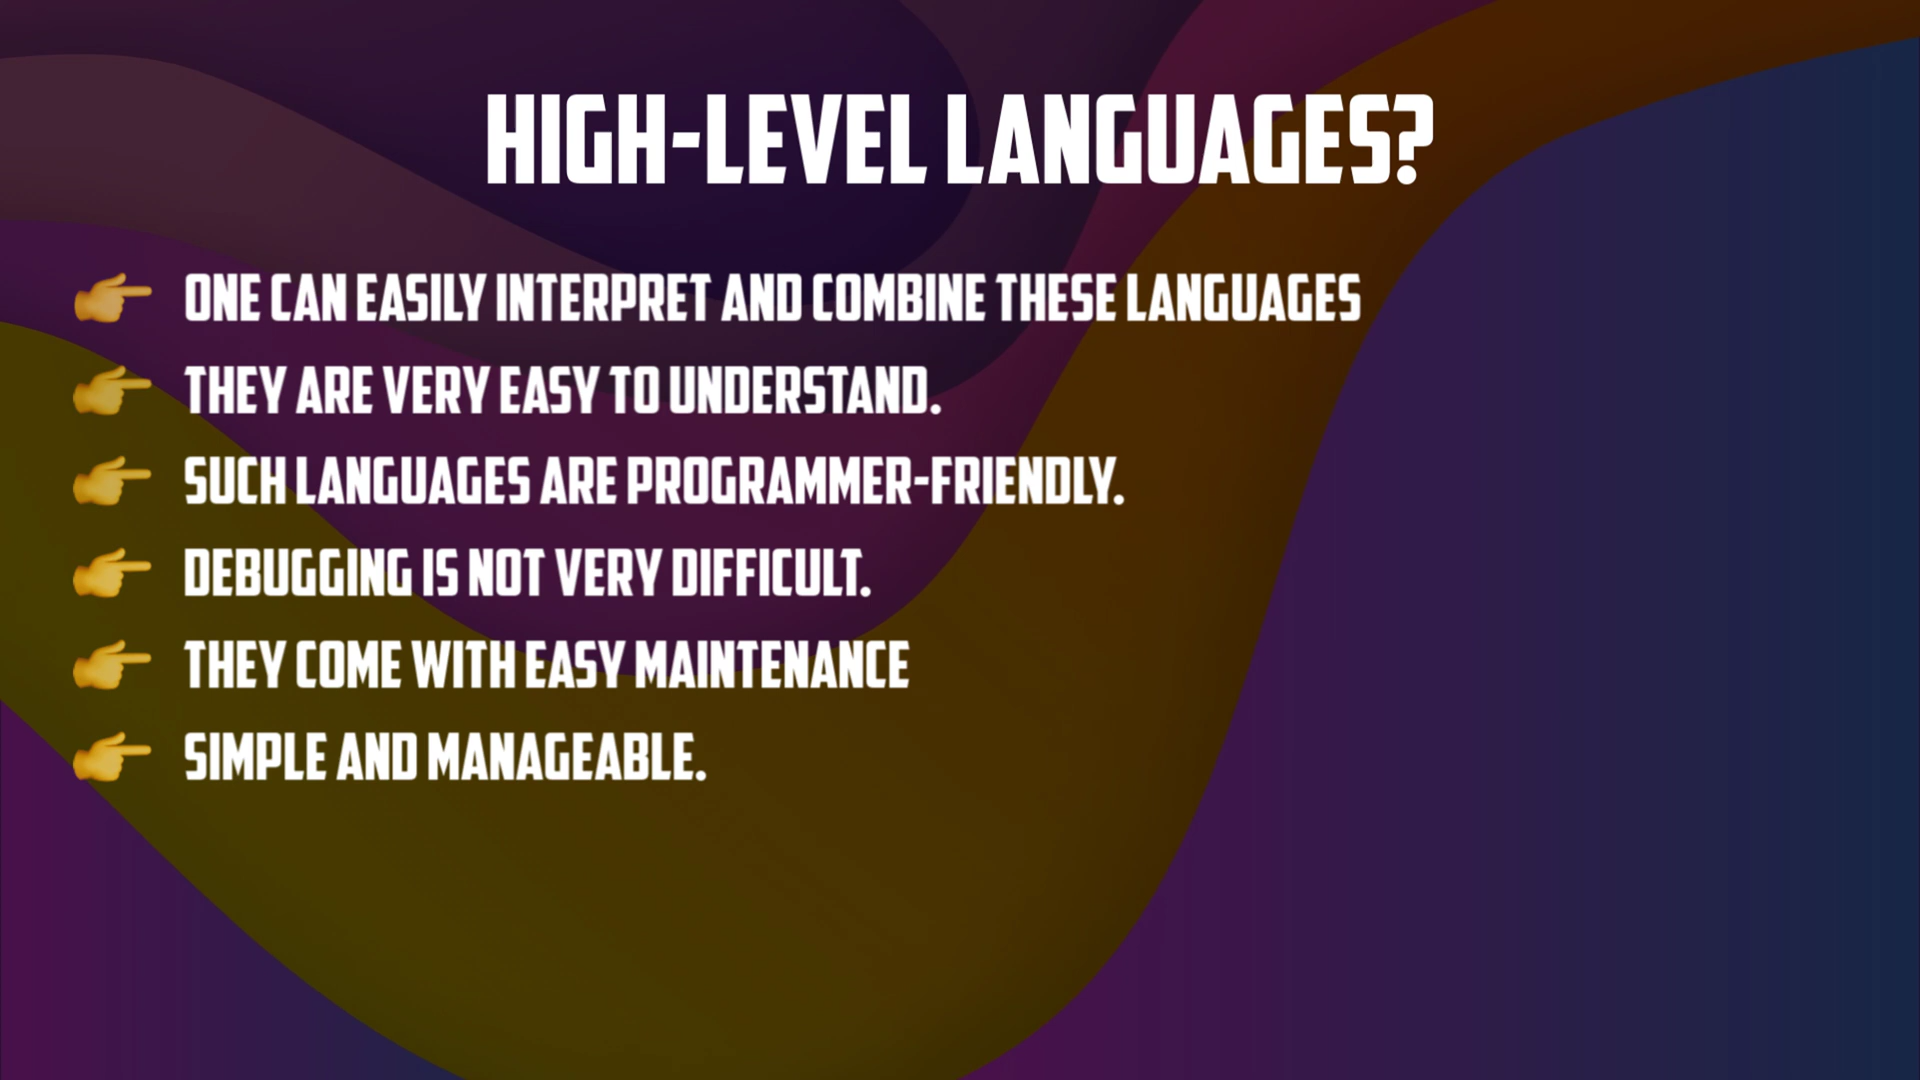 HIGH-LEVEL LANGUAGES?
ONE CAN EASILY INTERPRET AND COMBINE THESE LANGUAGES
THEY ARE VERY EASY TO UNDERSTAND.
SUCH LANGUAGES ARE PROGRAMMER-FRIENDLY.
DEBUGGING IS NOT VERY DIFFICULT.
THEY COME WITH EASY MAINTENANCE
SIMPLE AND MANAGEABLE.